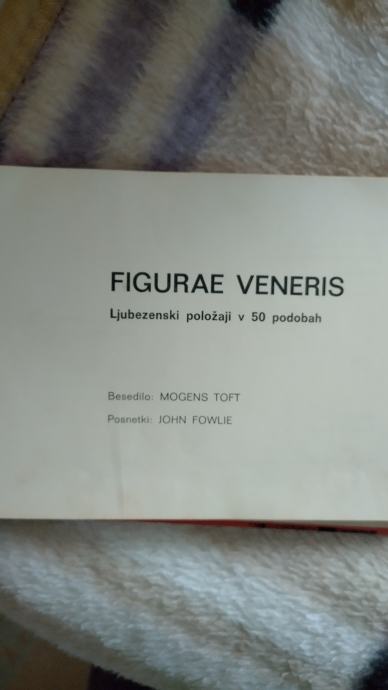 FIGURAE VENERIS
Ljubezenski položaji v 50 podobah
Besedilo: MOGENS TOFT
Posnetki: JOHN FOWLIE